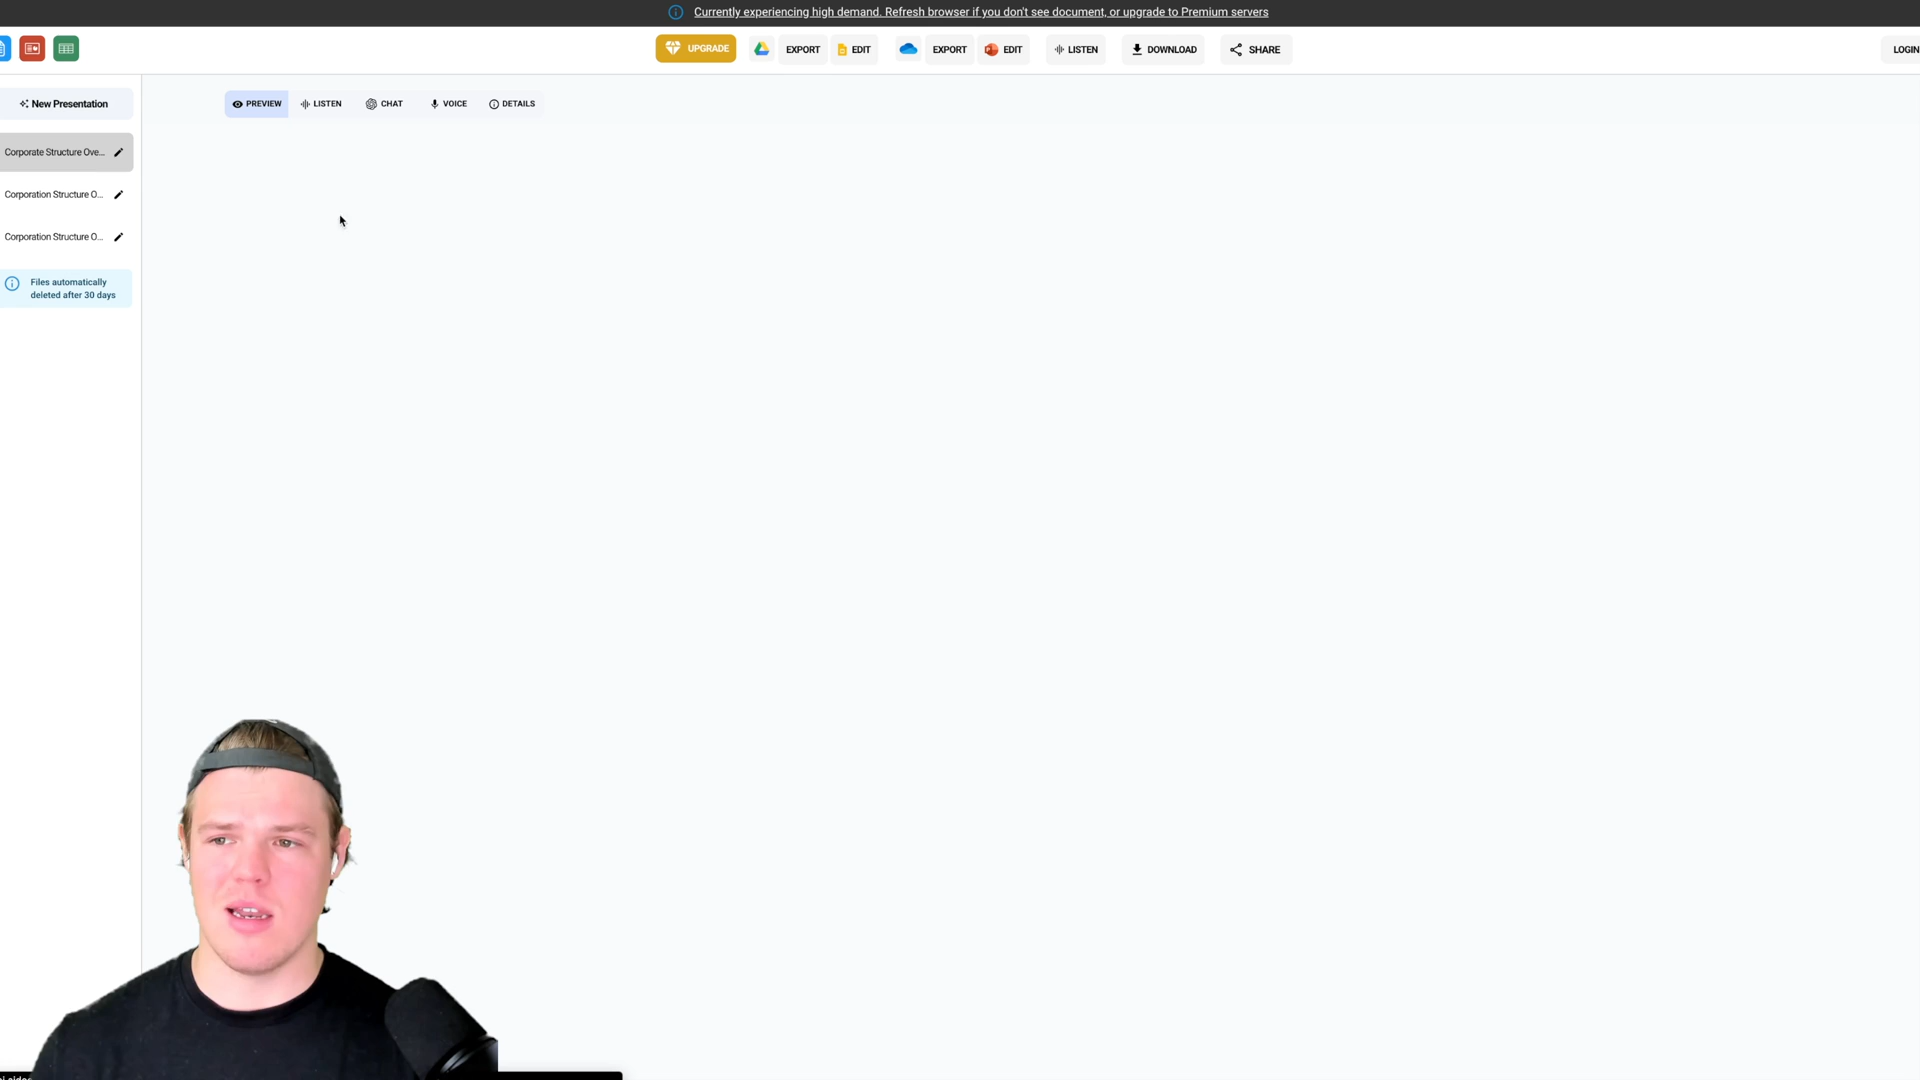 Currently experiencing high demand. Refresh browser if you don't see document, or upgrade to Premium servers
UPGRADE
EXPORT
EDIT
EXPORT
EDIT
LISTEN
DOWNLOAD
SHARE
LOGIN
New Presentation
PREVIEW
LISTEN
CHAT
VOICE
DETAILS
Corporate Structure Ove...
Corporation Structure O...
Corporation Structure O...
Files automatically
deleted after 30 days